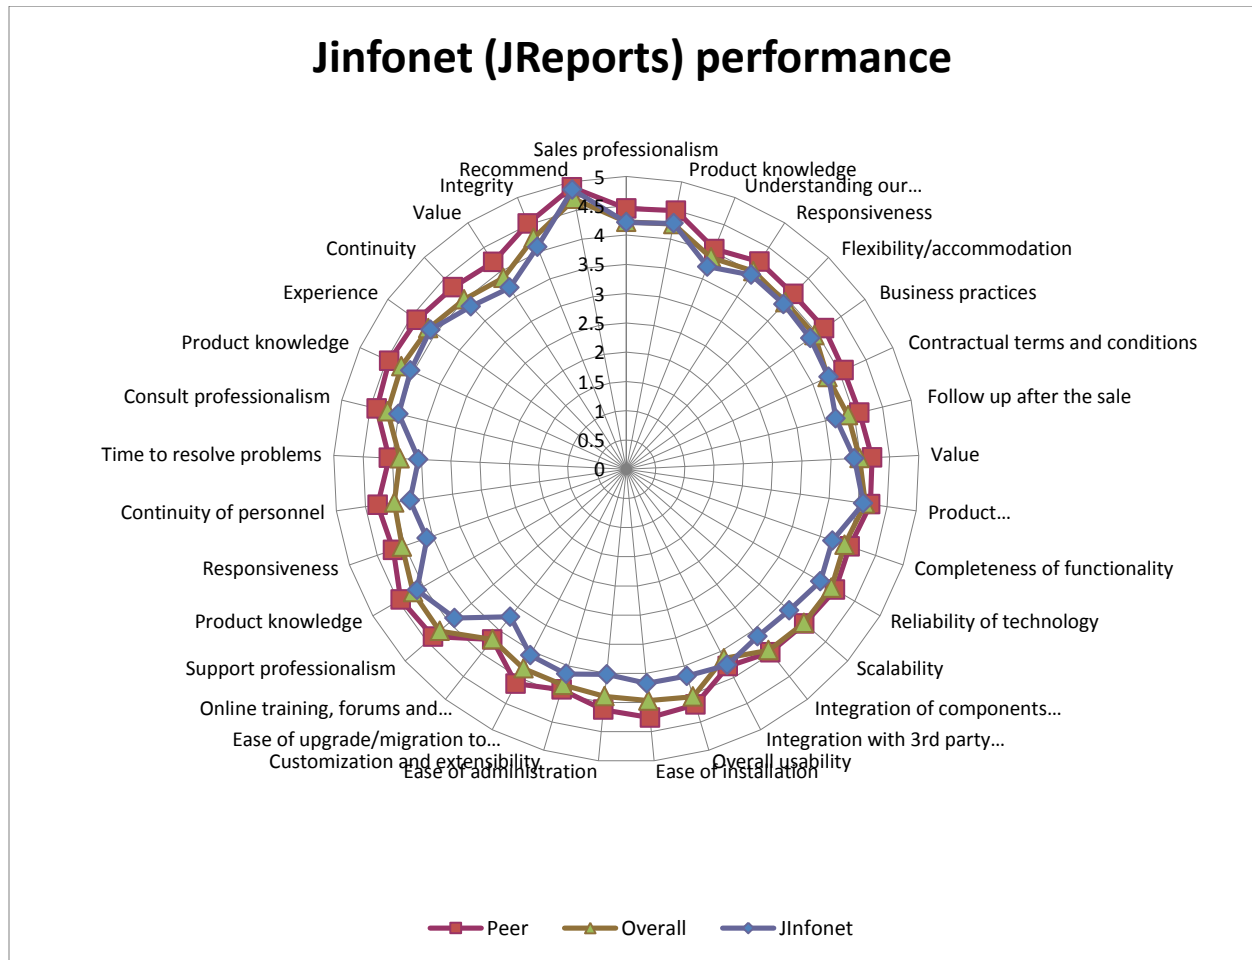 Jinfonet (JReports) performance
Sales professionalism
Product knowledge
Understanding our...
Responsiveness
Flexibility/accommodation
Business practices
Contractual terms and conditions
Follow up after the sale
Value
Product...
Completeness of functionality
Reliability of technology
Scalability
Integration of components...
Integration with 3rd party...
Overall usability
Ease of installation
Ease of administration
Customization and extensibility
Ease of upgrade/migration to...
Online training, forums and...
Support professionalism
Product knowledge
Responsiveness
Continuity of personnel
Time to resolve problems
Consult professionalism
Product knowledge
Experience
Continuity
Value
Integrity
Recommend
5
4.5
4
3.5
3
2.5
2
1.5
1
0.5
0
Peer
Overall
JInfonet